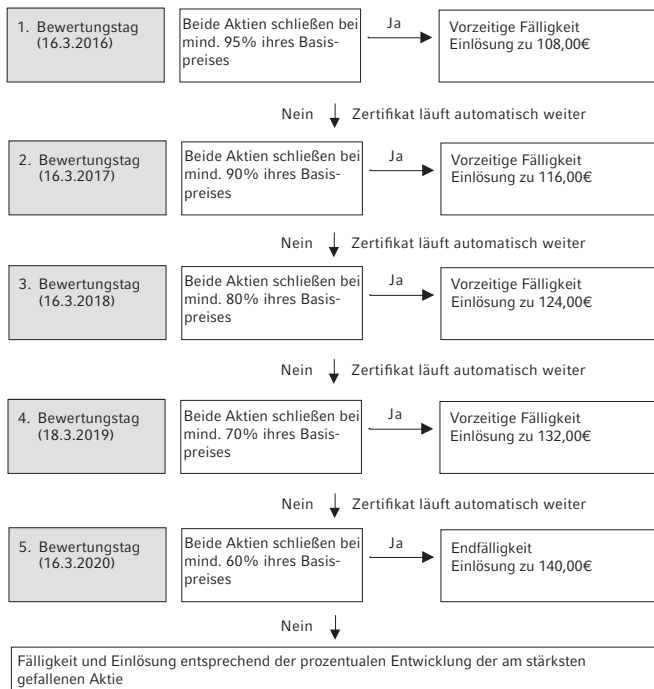 1. Bewertungstag
(16.3.2016)
Beide Aktien schließen bei
mind. 95% ihres Basis-
preises
Ja
Vorzeitige Fälligkeit
Einlösung zu 108,00€
Nein Zertifikat läuft automatisch weiter
2. Bewertungstag
(16.3.2017)
Beide Aktien schließen bei
mind. 90% ihres Basis-
preises
Ja
Vorzeitige Fälligkeit
Einlösung zu 116,00€
Nein Zertifikat läuft automatisch weiter
3. Bewertungstag
(16.3.2018)
Beide Aktien schließen bei
mind. 80% ihres Basis-
preises
Ja
Vorzeitige Fälligkeit
Einlösung zu 124,00€
Nein Zertifikat läuft automatisch weiter
4. Bewertungstag
(18.3.2019)
Beide Aktien schließen bei
mind. 70% ihres Basis-
preises
Ja
Vorzeitige Fälligkeit
Einlösung zu 132,00€
Nein Zertifikat läuft automatisch weiter
5. Bewertungstag
(16.3.2020)
Beide Aktien schließen bei
mind. 60% ihres Basis-
preises
Ja
Endfälligkeit
Einlösung zu 140,00€
Nein
Fälligkeit und Einlösung entsprechend der prozentualen Entwicklung der am stärksten
gefallenen Aktie